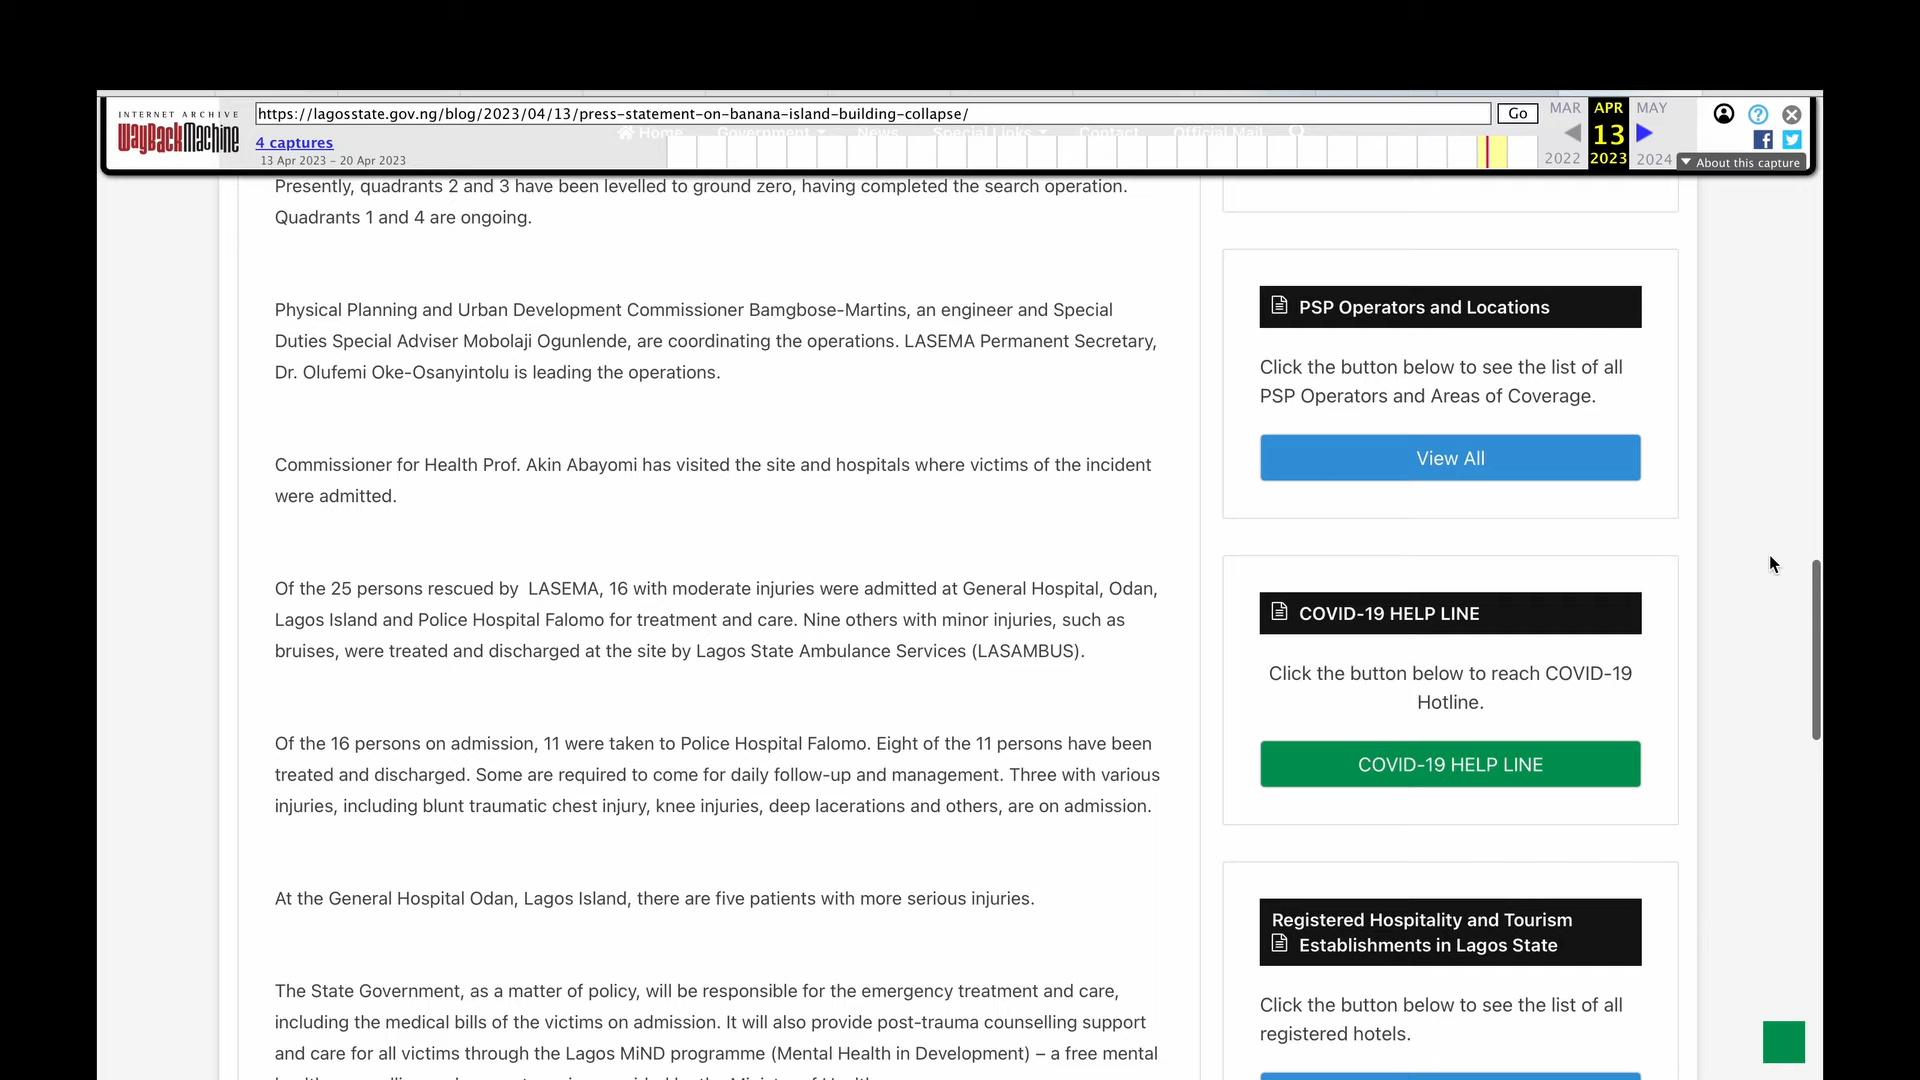 INTERNET ARCHIVE
WayBackMachine
https://lagosstate.gov.ng/blog/2023/04/13/press-statement-on-banana-island-building-collapse/
Go
4 captures
13 Apr 2023 – 20 Apr 2023
MAR
APR
MAY
13
2022
2023
2024
About this capture
Home
Government
News
Special Links
Contact
Official Mail
Presently, quadrants 2 and 3 have been levelled to ground zero, having completed the search operation.
Quadrants 1 and 4 are ongoing.
Physical Planning and Urban Development Commissioner Bamgbose-Martins, an engineer and Special
Duties Special Adviser Mobolaji Ogunlende, are coordinating the operations. LASEMA Permanent Secretary,
Dr. Olufemi Oke-Osanyintolu is leading the operations.
Commissioner for Health Prof. Akin Abayomi has visited the site and hospitals where victims of the incident
were admitted.
Of the 25 persons rescued by  LASEMA, 16 with moderate injuries were admitted at General Hospital, Odan,
Lagos Island and Police Hospital Falomo for treatment and care. Nine others with minor injuries, such as
bruises, were treated and discharged at the site by Lagos State Ambulance Services (LASAMBUS).
Of the 16 persons on admission, 11 were taken to Police Hospital Falomo. Eight of the 11 persons have been
treated and discharged. Some are required to come for daily follow-up and management. Three with various
injuries, including blunt traumatic chest injury, knee injuries, deep lacerations and others, are on admission.
At the General Hospital Odan, Lagos Island, there are five patients with more serious injuries.
The State Government, as a matter of policy, will be responsible for the emergency treatment and care,
including the medical bills of the victims on admission. It will also provide post-trauma counselling support
and care for all victims through the Lagos MiND programme (Mental Health in Development) – a free mental
PSP Operators and Locations
Click the button below to see the list of all
PSP Operators and Areas of Coverage.
View All
COVID-19 HELP LINE
Click the button below to reach COVID-19
Hotline.
COVID-19 HELP LINE
Registered Hospitality and Tourism
Establishments in Lagos State
Click the button below to see the list of all
registered hotels.